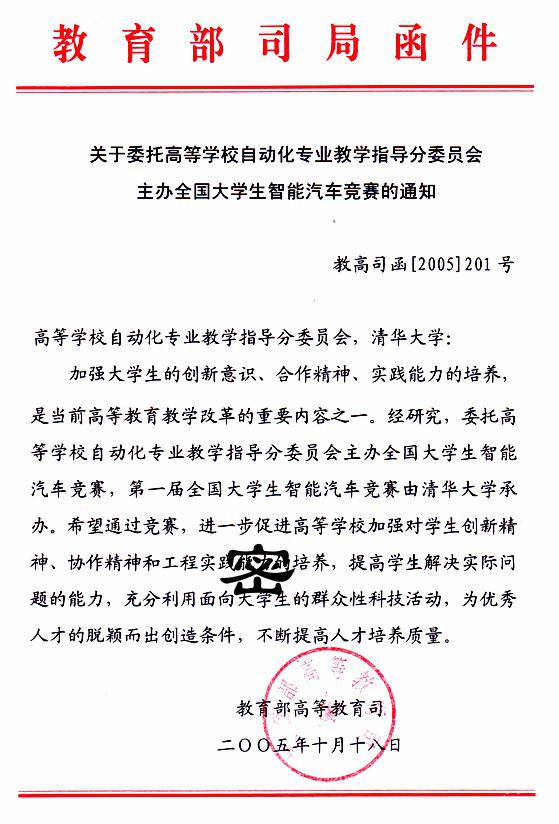 教育部司局函件
关于委托高等学校自动化专业教学指导分委员会
主办全国大学生智能汽车竞赛的通知
教高司函[2005]201 号
高等学校自动化专业教学指导分委员会，清华大学：
加强大学生的创新意识、合作精神、实践能力的培养，
是当前高等教育教学改革的重要内容之一。经研究，委托高
等学校自动化专业教学指导分委员会主办全国大学生智能
汽车竞赛，第一届全国大学生智能汽车竞赛由清华大学承
办。希望通过竞赛，进一步促进高等学校加强对学生创新精
神、协作精神和工程实践能力的培养，提高学生解决实际问
密
题的能力，充分利用面向大学生的群众性科技活动，为优秀
人才的脱颖而出创造条件，不断提高人才培养质量。
部高等教育
教育部高等教育司
二〇〇五年十月十八日